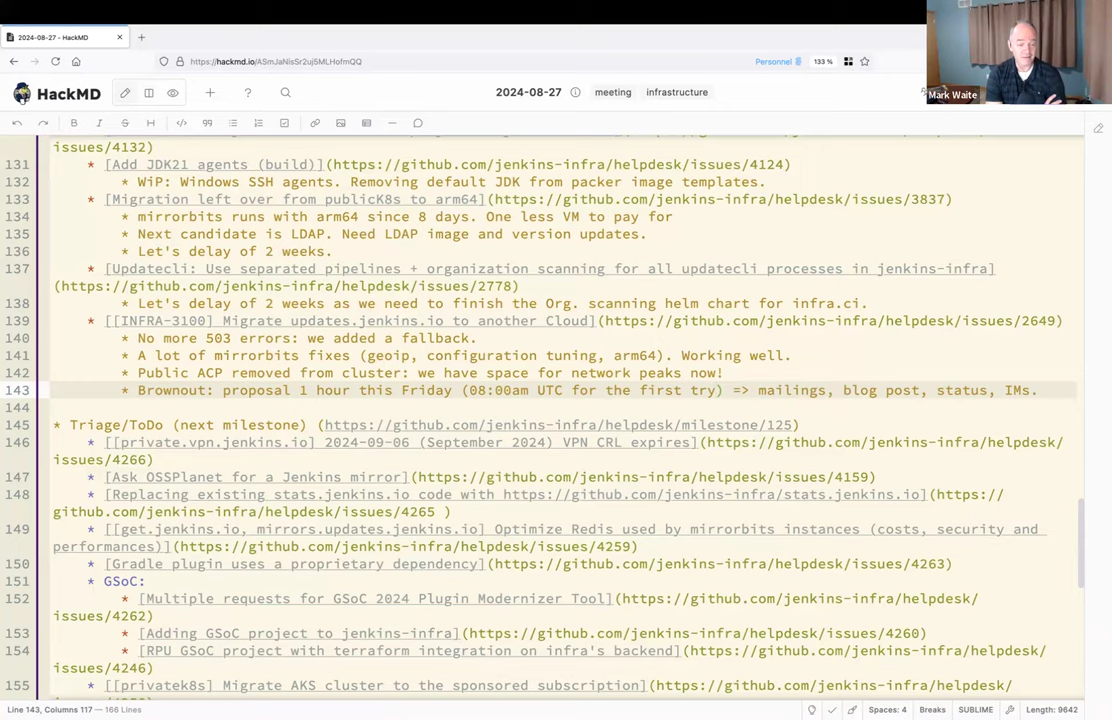 2024-08-27 - HackMD
https://hackmd.io/ASmJaNisSr2uj5MLHofmQQ
Personnel
133 %
Mark Waite
HackMD
2024-08-27
meeting
infrastructure
issues/4132)
131 * [Add JDK21 agents (build)](https://github.com/jenkins-infra/helpdesk/issues/4124)
132 * WiP: Windows SSH agents. Removing default JDK from packer image templates.
133 * [Migration left over from publicK8s to arm64](https://github.com/jenkins-infra/helpdesk/issues/3837)
134 * mirrorbits runs with arm64 since 8 days. One less VM to pay for
135 * Next candidate is LDAP. Need LDAP image and version updates.
136 * Let's delay of 2 weeks.
137 * [Updatecli: Use separated pipelines + organization scanning for all updatecli processes in jenkins-infra]
(https://github.com/jenkins-infra/helpdesk/issues/2778)
138 * Let's delay of 2 weeks as we need to finish the Org. scanning helm chart for infra.ci.
139 * [[INFRA-3100] Migrate updates.jenkins.io to another Cloud](https://github.com/jenkins-infra/helpdesk/issues/2649)
140 * No more 503 errors: we added a fallback.
141 * A lot of mirrorbits fixes (geoip, configuration tuning, arm64). Working well.
142 * Public ACP removed from cluster: we have space for network peaks now!
143 * Brownout: proposal 1 hour this Friday (08:00am UTC for the first try) => mailings, blog post, status, IMs.
144
145 * Triage/ToDo (next milestone) (https://github.com/jenkins-infra/helpdesk/milestone/125)
146 * [[private.vpn.jenkins.io] 2024-09-06 (September 2024) VPN CRL expires](https://github.com/jenkins-infra/helpdesk/
issues/4266)
147 * [Ask OSSPlanet for a Jenkins mirror](https://github.com/jenkins-infra/helpdesk/issues/4159)
148 * [Replacing existing stats.jenkins.io code with https://github.com/jenkins-infra/stats.jenkins.io](https://
github.com/jenkins-infra/helpdesk/issues/4265 )
149 * [[get.jenkins.io, mirrors.updates.jenkins.io] Optimize Redis used by mirrorbits instances (costs, security and
performances)](https://github.com/jenkins-infra/helpdesk/issues/4259)
150 * [Gradle plugin uses a proprietary dependency](https://github.com/jenkins-infra/helpdesk/issues/4263)
151 * GSoC:
152 * [Multiple requests for GSoC 2024 Plugin Modernizer Tool](https://github.com/jenkins-infra/helpdesk/
issues/4262)
153 * [Adding GSoC project to jenkins-infra](https://github.com/jenkins-infra/helpdesk/issues/4260)
154 * [RPU GSoC project with terraform integration on infra's backend](https://github.com/jenkins-infra/helpdesk/
issues/4246)
155 * [[privatek8s] Migrate AKS cluster to the sponsored subscription](https://github.com/jenkins-infra/helpdesk/
Line 143, Columns 117 — 166 Lines
Spaces: 4
Breaks
SUBLIME
Length: 9642